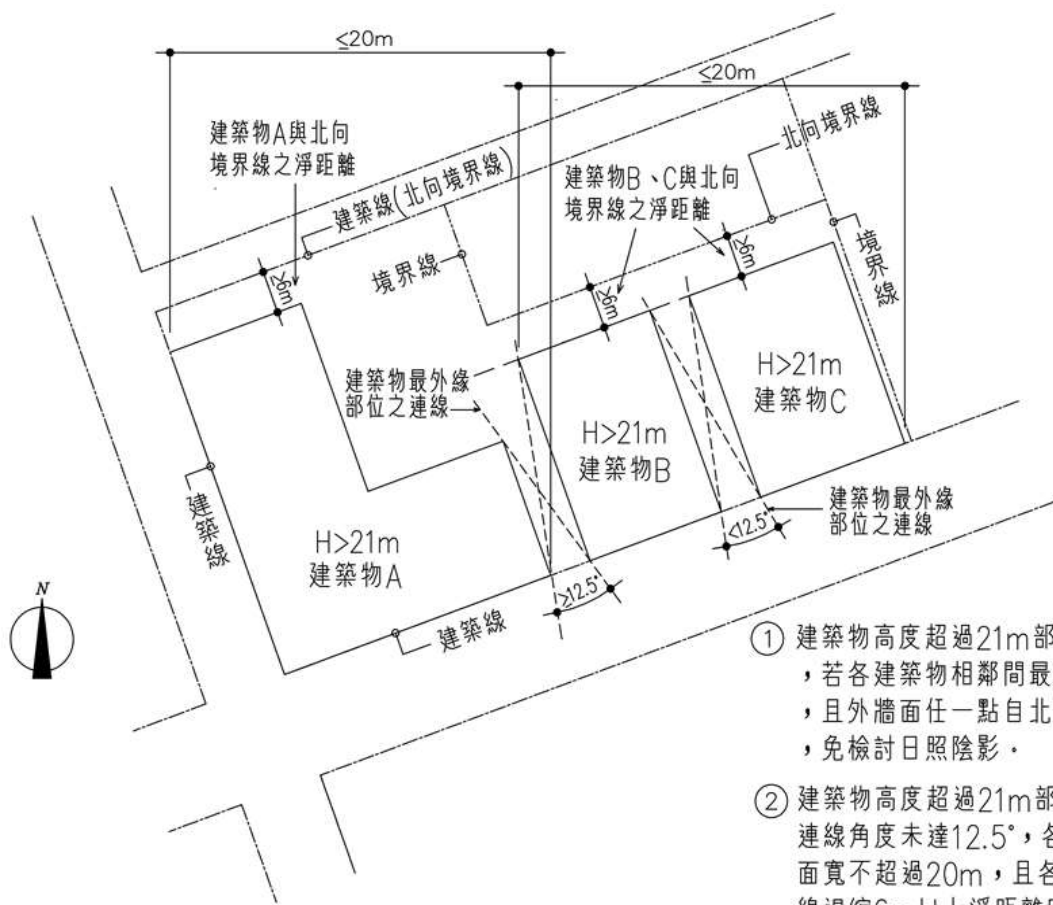 ≤20m
≤20m
建築物A與北向
境界線之淨距離
建築線(北向境界線)
建築物B、C與北向
境界線之淨距離
北向境界線
境界線
境界線
≥6m
≥6m
≥6m
建築物最外緣
部位之連線
H>21m
建築物C
H>21m
建築物B
建築物最外緣
部位之連線
建築線
H>21m
建築物A
<12.5°
≥12.5°
建築線
N
① 建築物高度超過21m部
，若各建築物相鄰間最
，且外牆面任一點自北
，免檢討日照陰影。
② 建築物高度超過21m部
連線角度未達12.5°，各
面寬不超過20m，且各